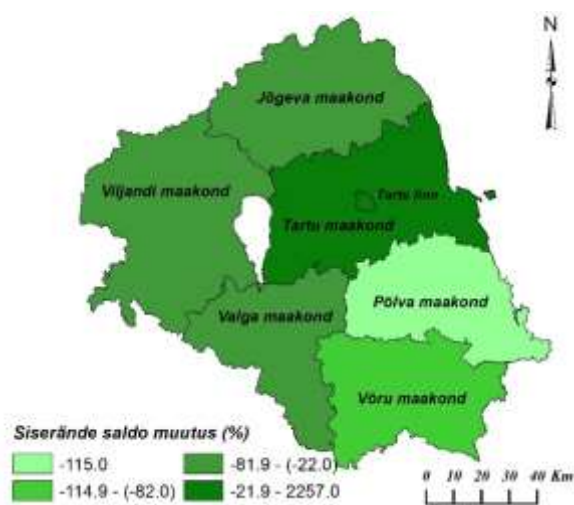 N
Jõgeva maakond
Viljandi maakond
Tartu linn
Tartu maakond
Põlva maakond
Valga maakond
Võru maakond
Siserände saldo muutus (%)
-115.0
-81.9 - (-22.0)
-114.9 - (-82.0)
-21.9 - 2257.0
0 10 20 30 40 Km